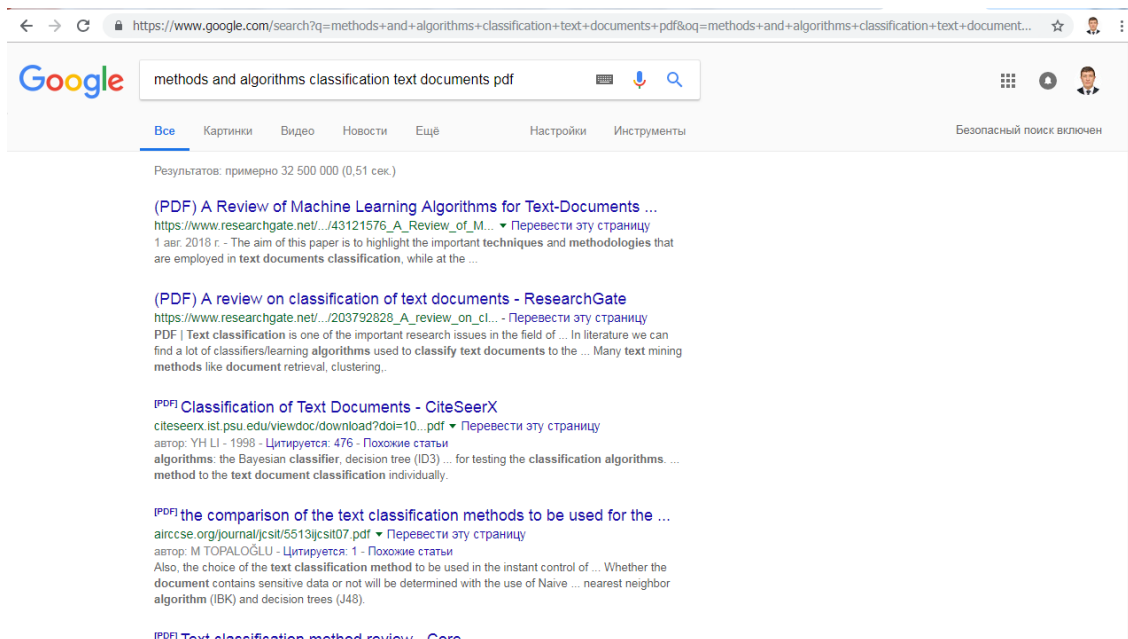 https://www.google.com/search?q=methods+and+algorithms+classification+text+documents+pdf&oq=methods+and+algorithms+classification+text+document...
Google
methods and algorithms classification text documents pdf
Все Картинки Видео Новости Ещё Настройки Инструменты
Безопасный поиск включен
Результатов: примерно 32 500 000 (0,51 сек.)
(PDF) A Review of Machine Learning Algorithms for Text-Documents ...
https://www.researchgate.net/.../43121576_A_Review_of_M... ▾ Перевести эту страницу
1 авг. 2018 г. - The aim of this paper is to highlight the important techniques and methodologies that
are employed in text documents classification, while at the ...
(PDF) A review on classification of text documents - ResearchGate
https://www.researchgate.net/.../203792828_A_review_on_cl... - Перевести эту страницу
PDF | Text classification is one of the important research issues in the field of ... In literature we can
find a lot of classifiers/learning algorithms used to classify text documents to the ... Many text mining
methods like document retrieval, clustering,.
[PDF] Classification of Text Documents - CiteSeerX
citeseerx.ist.psu.edu/viewdoc/download?doi=10...pdf ▾ Перевести эту страницу
автор: YH LI - 1998 - Цитируется: 476 - Похожие статьи
algorithms: the Bayesian classifier, decision tree (ID3) ... for testing the classification algorithms. ...
method to the text document classification individually.
[PDF] the comparison of the text classification methods to be used for the ...
airccse.org/journal/jcsit/5513ijcsit07.pdf ▾ Перевести эту страницу
автор: M TOPALOĞLU - Цитируется: 1 - Похожие статьи
Also, the choice of the text classification method to be used in the instant control of ... Whether the
document contains sensitive data or not will be determined with the use of Naive ... nearest neighbor
algorithm (IBK) and decision trees (J48).
[PDF] Text classification method review - Core